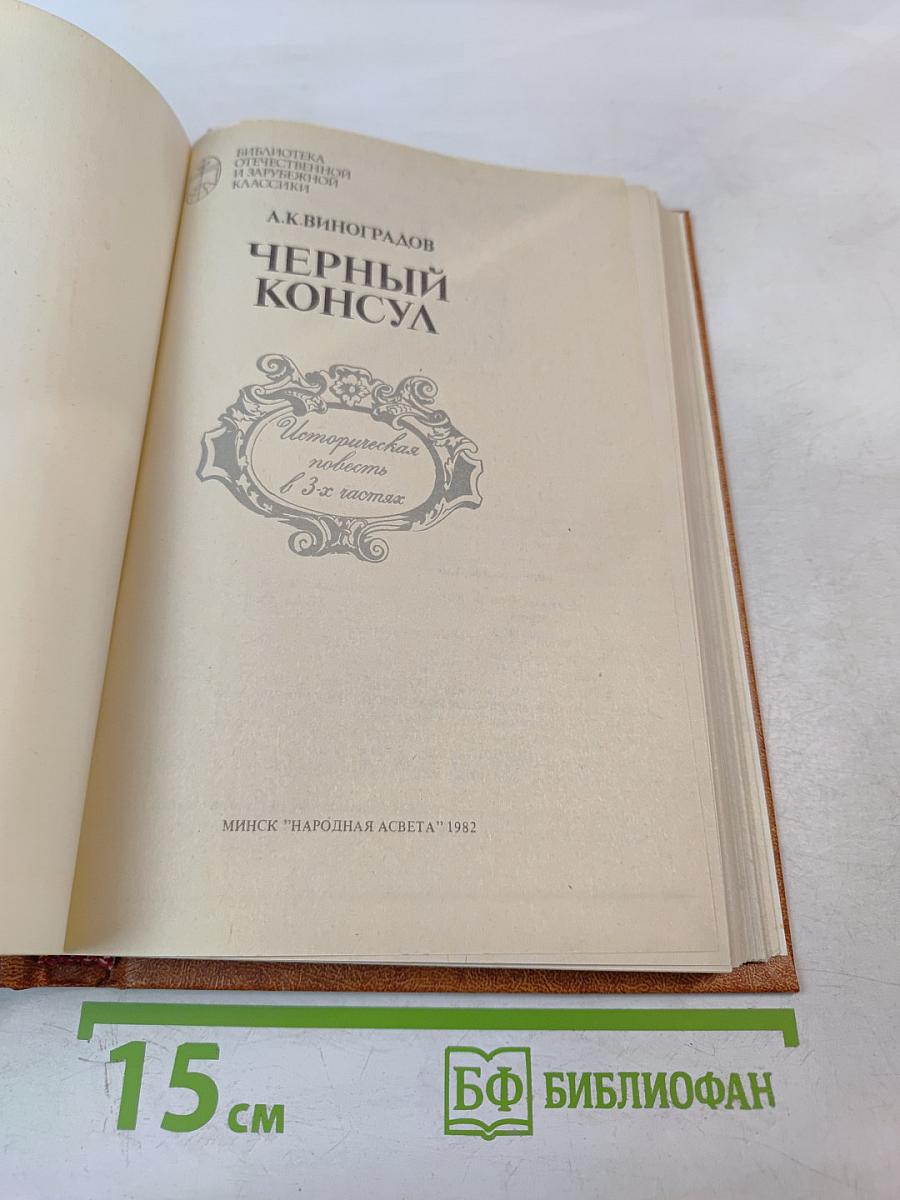 БИБЛИОТЕКА
ОТЕЧЕСТВЕННОЙ
И ЗАРУБЕЖНОЙ
КЛАССИКИ
А.К.ВИНОГРАДОВ
ЧЕРНЫЙ
КОНСУЛ
Историческая
повесть
в 3-х частях
МИНСК "НАРОДНАЯ АСВЕТА" 1982
15 см
БФ БИБЛИОФАН